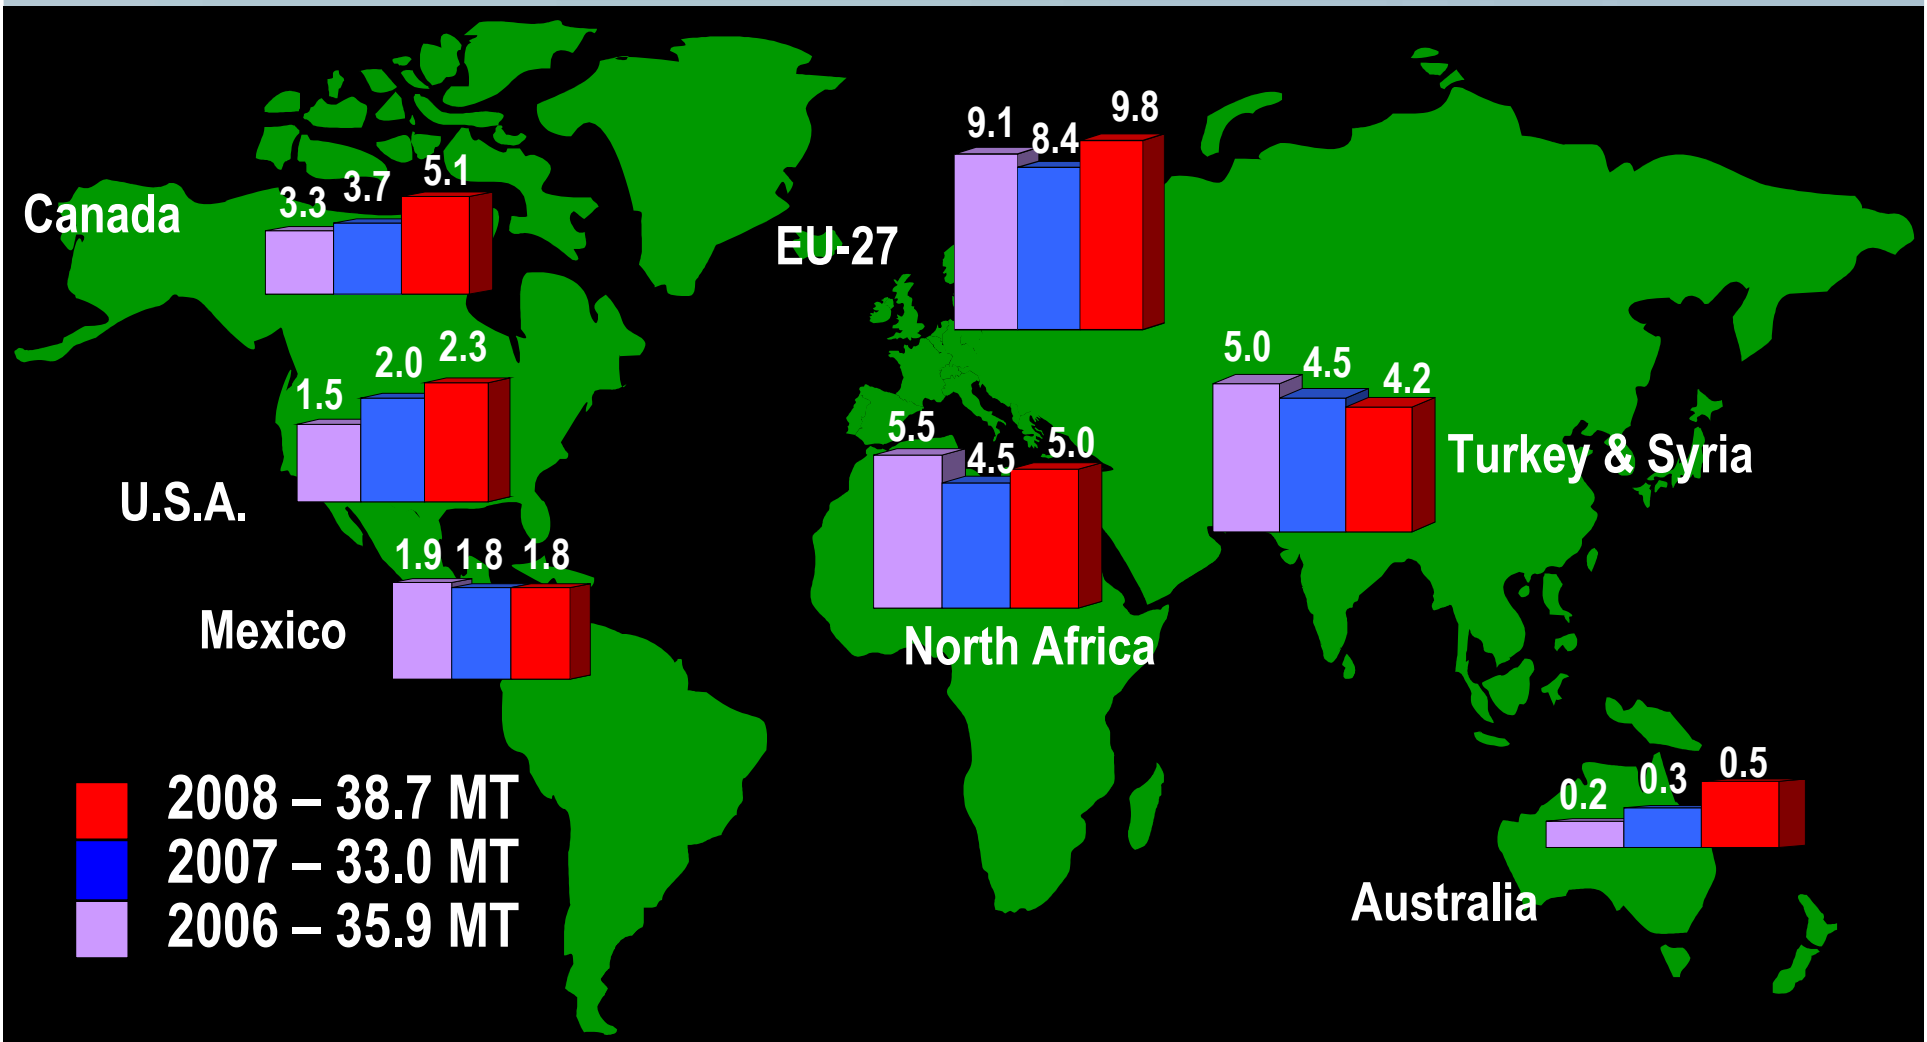 9.8
9.1
8.4
5.1
3.7
3.3
Canada
EU-27
2.3
2.0
1.5
5.0
4.5
4.2
5.5
4.5
5.0
Turkey & Syria
U.S.A.
1.9 1.8 1.8
Mexico
North Africa
0.5
0.3
0.2
2008 – 38.7 MT
2007 – 33.0 MT
2006 – 35.9 MT
Australia